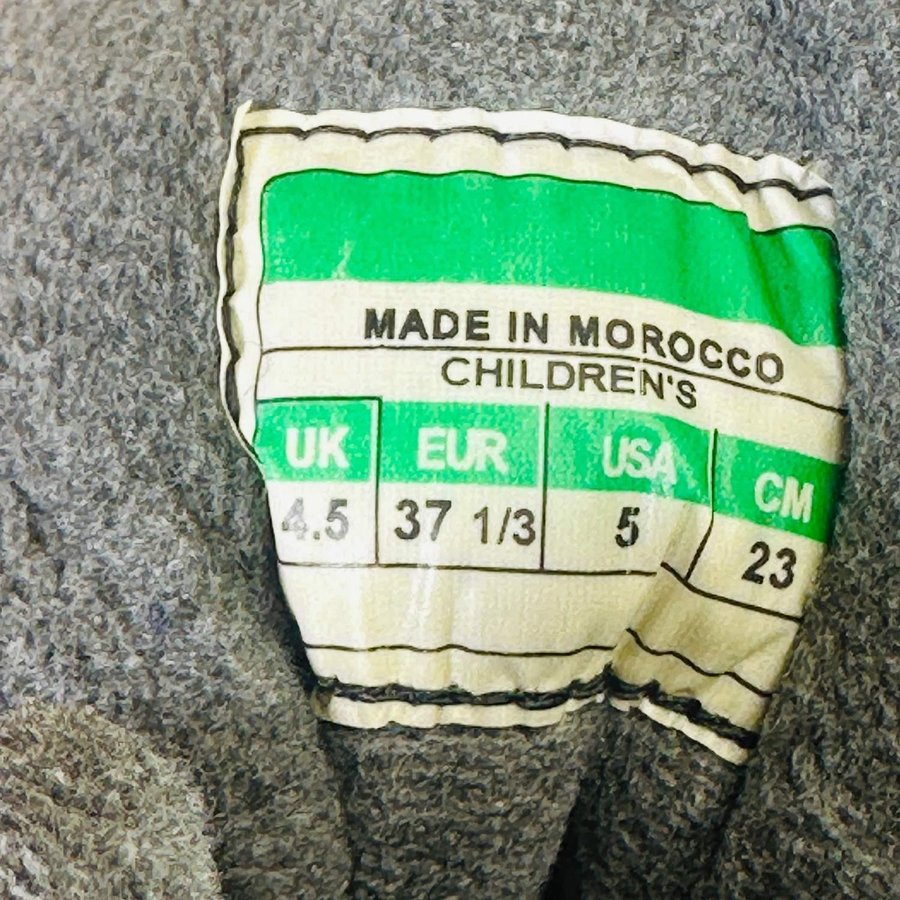 MADE IN MOROCCO
CHILDREN'S
UK EUR USA CM
4.5 37 1/3 5 23